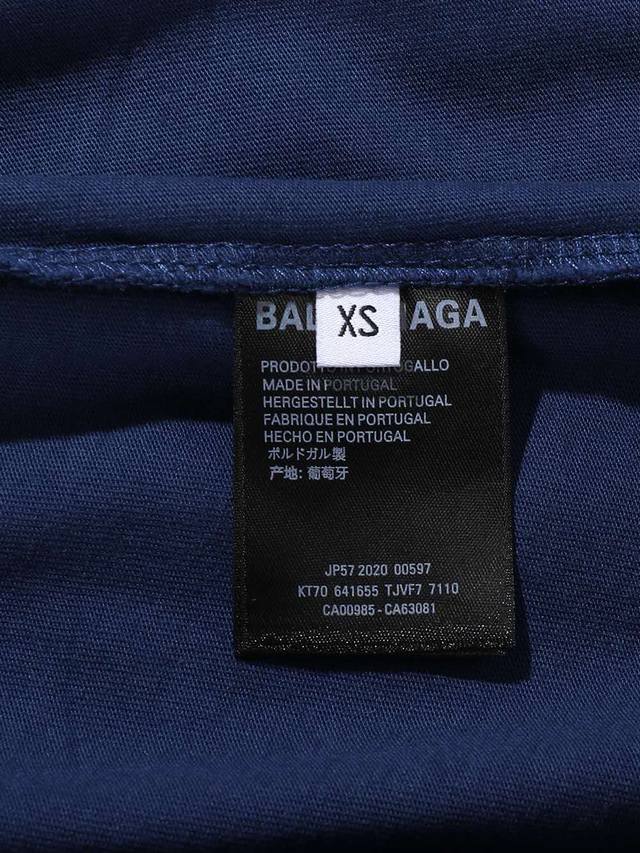 XS
BAL AGA
PRODOTTO IN PORTOGALLO
MADE IN PORTUGAL
HERGESTELLT IN PORTUGAL
FABRIQUE EN PORTUGAL
HECHO EN PORTUGAL
ポルドガル製
产地: 葡萄牙
JP57 2020 00597
KT70 641655 TJVF7 7110
CA00985 - CA63081